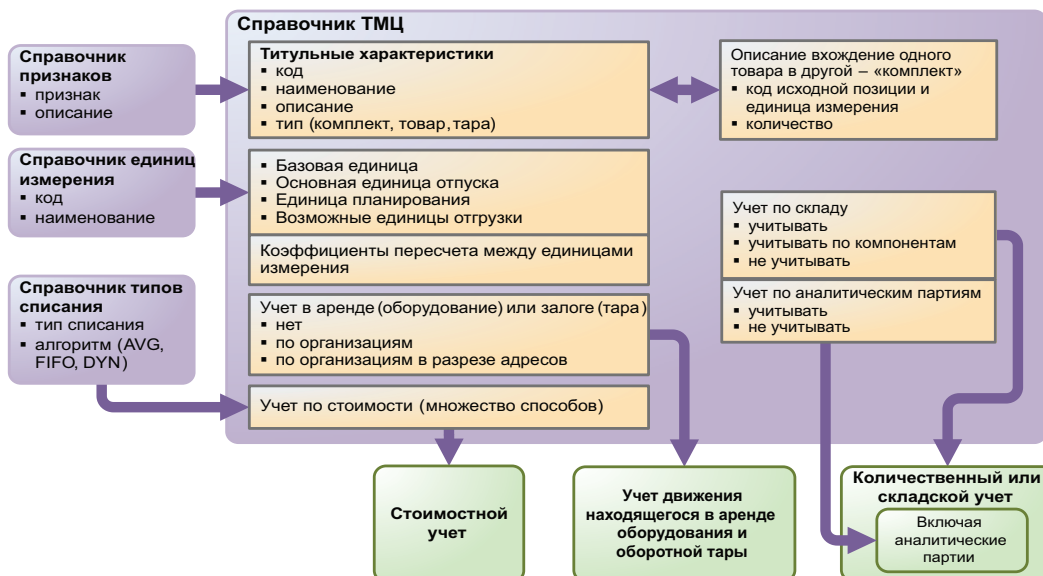 Справочник ТМЦ
Справочник
признаков
▪ признак
▪ описание
Титульные характеристики
▪ код
▪ наименование
▪ описание
▪ тип (комплект, товар, тара)
Описание вхождение одного
товара в другой – «комплект»
▪ код исходной позиции и
единица измерения
▪ количество
Справочник единиц
измерения
▪ код
▪ наименование
▪ Базовая единица
▪ Основная единица отпуска
▪ Единица планирования
▪ Возможные единицы отгрузки
Коэффициенты пересчета между единицами
измерения
Учет по складу
▪ учитывать
▪ учитывать по компонентам
▪ не учитывать
Учет по аналитическим партиям
▪ учитывать
▪ не учитывать
Справочник типов
списания
▪ тип списания
▪ алгоритм (AVG,
FIFO, DYN)
Учет в аренде (оборудование) или залоге (тара)
▪ нет
▪ по организациям
▪ по организациям в разрезе адресов
Учет по стоимости (множество способов)
Стоимостной
учет
Учет движения
находящегося в аренде
оборудования и
оборотной тары
Количественный или
складской учет
Включая
аналитические
партии